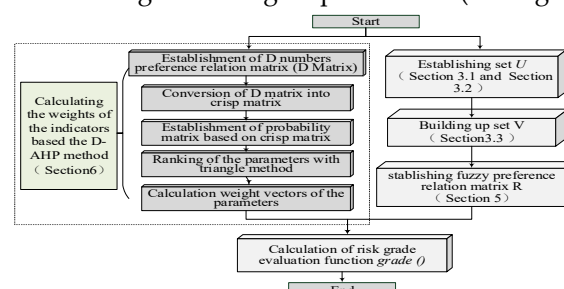 Start
Establishment of D numbers
preference relation matrix (D Matrix)
Conversion of D matrix into
crisp matrix
Establishment of probability
matrix based on crisp matrix
Ranking of the parameters with
triangle method
Calculation weight vectors of the
parameters
Calculating
the weights of
the indicators
based the D-
AHP method
( Section6 )
Establishing set U
( Section 3.1 and Section
3.2 )
Building up set V
( Section3.3 )
stablishing fuzzy preference
relation matrix R
( Section 5 )
Calculation of risk grade
evaluation function grade ()
End